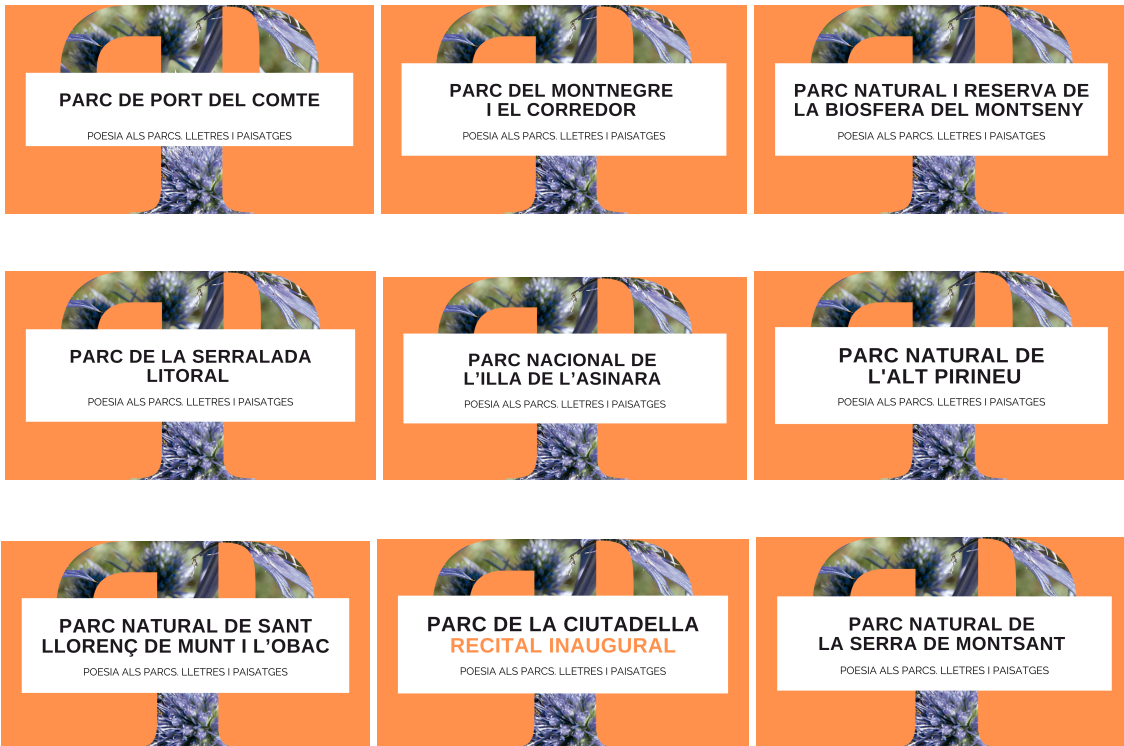 PARC DE PORT DEL COMTE
POESIA ALS PARCS. LLETRES I PAISATGES
PARC DEL MONTNEGRE
I EL CORREDOR
POESIA ALS PARCS. LLETRES I PAISATGES
PARC NATURAL I RESERVA DE
LA BIOSFERA DEL MONTSENY
POESIA ALS PARCS. LLETRES I PAISATGES
PARC DE LA SERRALADA
LITORAL
POESIA ALS PARCS. LLETRES I PAISATGES
PARC NACIONAL DE
L’ILLA DE L’ASINARA
POESIA ALS PARCS. LLETRES I PAISATGES
PARC NATURAL DE
L'ALT PIRINEU
POESIA ALS PARCS. LLETRES I PAISATGES
PARC NATURAL DE SANT
LLORENÇ DE MUNT I L’OBAC
POESIA ALS PARCS. LLETRES I PAISATGES
PARC DE LA CIUTADELLA
RECITAL INAUGURAL
POESIA ALS PARCS. LLETRES I PAISATGES
PARC NATURAL DE
LA SERRA DE MONTSANT
POESIA ALS PARCS. LLETRES I PAISATGES